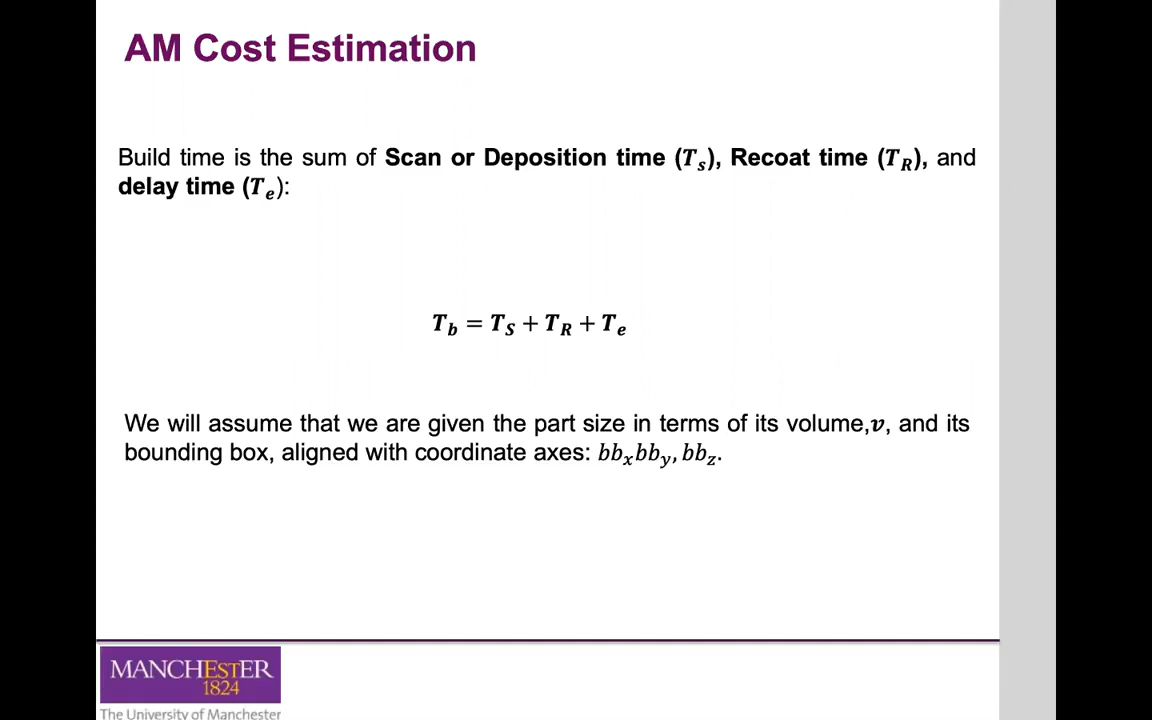 AM Cost Estimation
Build time is the sum of Scan or Deposition time (Tₛ), Recoat time (T_R), and
delay time (Tₑ):
T_b = T_S + T_R + T_e
We will assume that we are given the part size in terms of its volume,v, and its
bounding box, aligned with coordinate axes: bb_xbb_y, bb_z.
MANCHESTER
1824
The University of Manchester